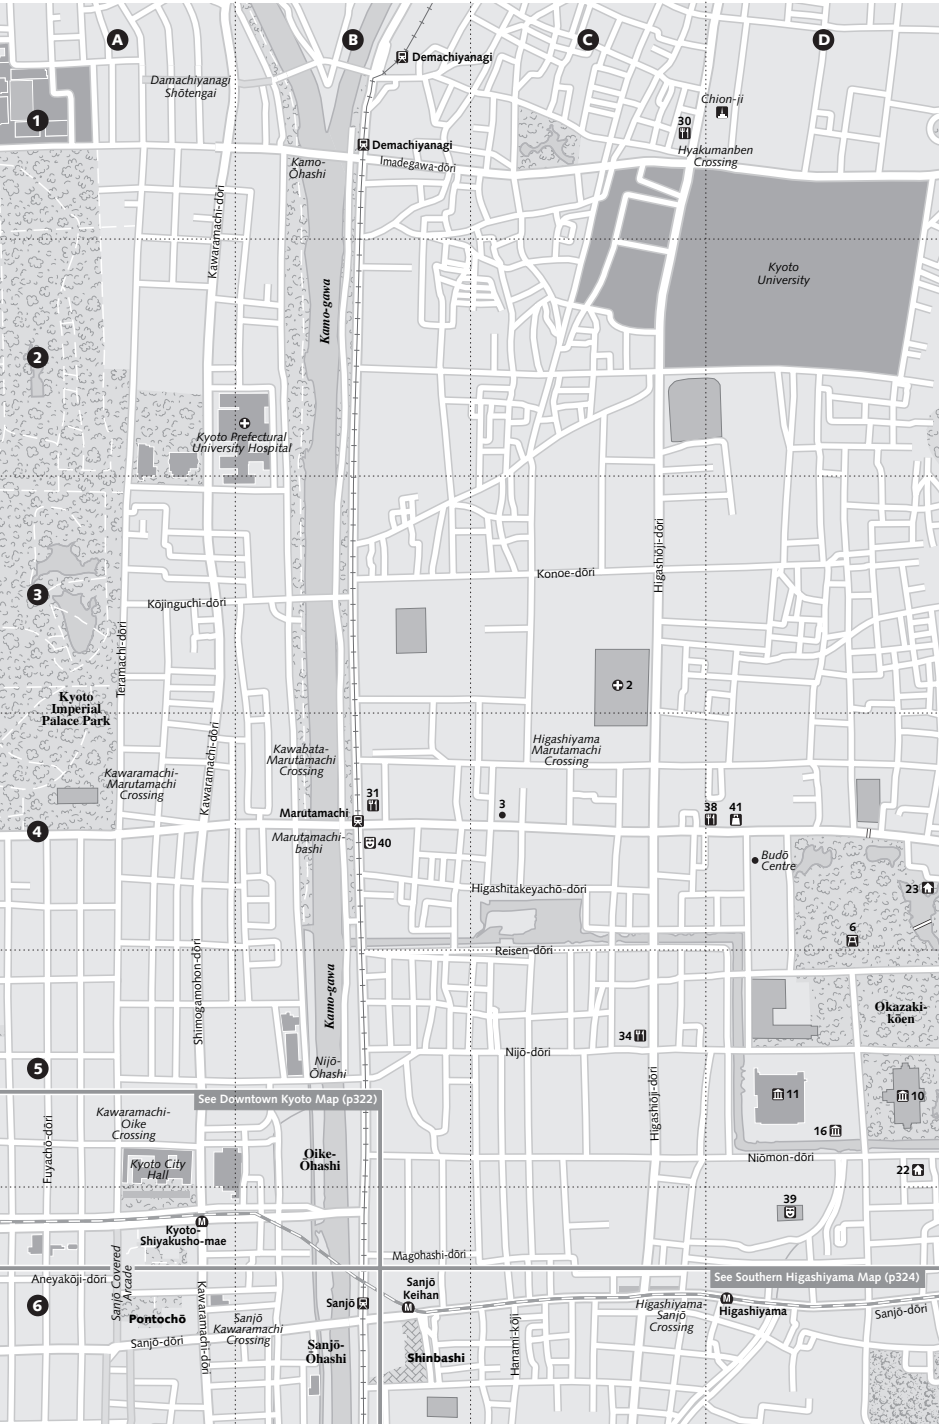 A
B
C
D
Demachiyanagi
Damachiyanagi
Shōtengai
Chion-ji
1
30
Demachiyanagi
Hyakumanben
Crossing
Kamo-
Ōhashi
Imadegawa-dōri
Kawaramachi-dōri
Kyoto
University
Kamo-gawa
2
Kyoto Prefectural
University Hospital
Higashiōji-dōri
Konoe-dōri
3
Kōjinguchi-dōri
Teramachi-dōri
2
Kyoto
Imperial
Palace Park
Kawaramachi-dōri
Higashiyama
Marutamachi
Crossing
Kawabata-
Marutamachi
Crossing
Kawaramachi-
Marutamachi
Crossing
31
3
38
41
Marutamachi
4
Marutamachi-
bashi
40
Budō
Centre
Higashitakeyachō-dōri
23
6
Reisen-dōri
Shimogamohon-dōri
Kamo-gawa
Okazaki-
kōen
34
Nijō-dōri
Nijō-
Ōhashi
5
Higashiōji-dōri
11
10
See Downtown Kyoto Map (p322)
Kawaramachi-
Oike
Crossing
16
Fuyachō-dōri
Oike-
Ōhashi
Niōmon-dōri
Kyoto City
Hall
22
39
Kyoto-
Shiyakusho-mae
Magohashi-dōri
Aneyakōji-dōri
Sanjō Covered
Arcade
See Southern Higashiyama Map (p324)
Sanjō
Keihan
6
Sanjō
Higashiyama-
Sanjō
Crossing
Higashiyama
Sanjō-dōri
Pontochō
Kawaramachi-dōri
Sanjō
Kawaramachi
Crossing
Sanjō-dōri
Sanjō-
Ōhashi
Shinbashi
Hanami-kōji